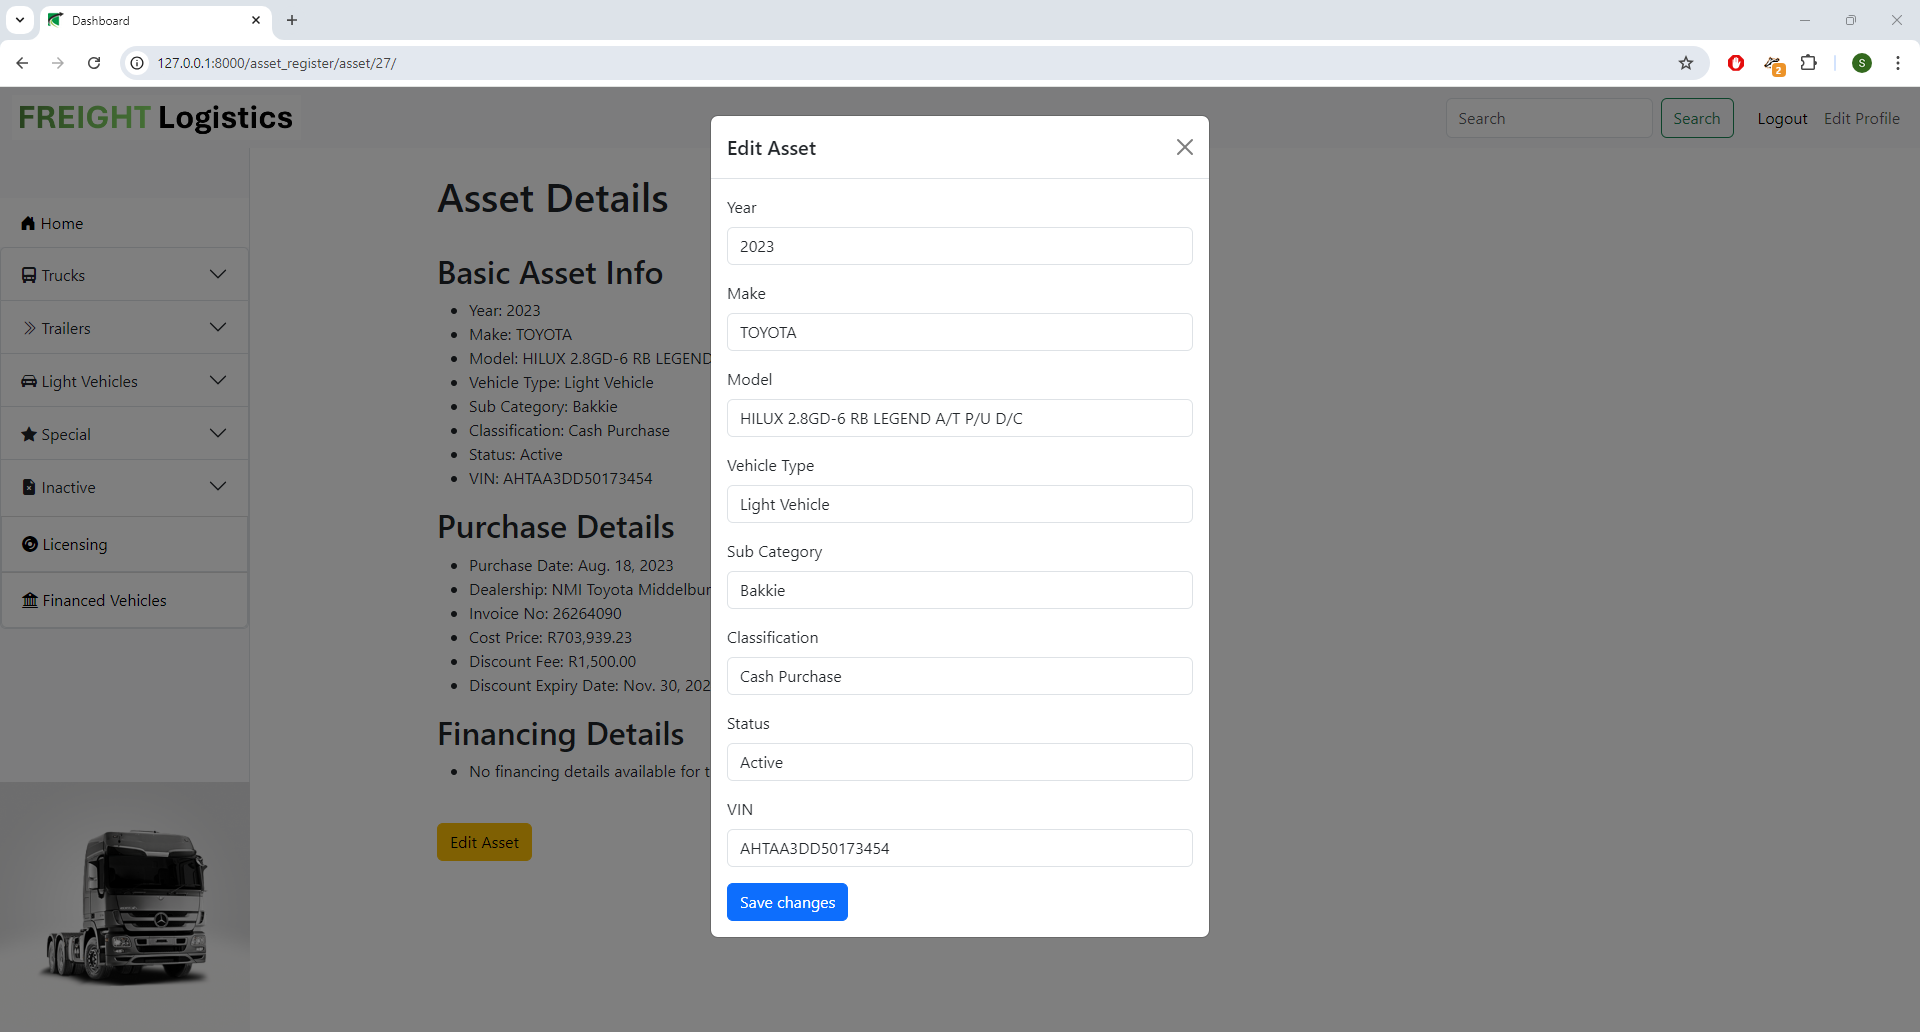 Dashboard
127.0.0.1:8000/asset_register/asset/27/
2
S
FREIGHT Logistics
Search
Search
Logout
Edit Profile
Home
Trucks
Trailers
Light Vehicles
Special
Inactive
Licensing
Financed Vehicles
Asset Details
Basic Asset Info
Year: 2023
Make: TOYOTA
Model: HILUX 2.8GD-6 RB LEGEND
Vehicle Type: Light Vehicle
Sub Category: Bakkie
Classification: Cash Purchase
Status: Active
VIN: AHTAA3DD50173454
Purchase Details
Purchase Date: Aug. 18, 2023
Dealership: NMI Toyota Middelbur
Invoice No: 26264090
Cost Price: R703,939.23
Discount Fee: R1,500.00
Discount Expiry Date: Nov. 30, 202
Financing Details
No financing details available for t
Edit Asset
Edit Asset
Year
2023
Make
TOYOTA
Model
HILUX 2.8GD-6 RB LEGEND A/T P/U D/C
Vehicle Type
Light Vehicle
Sub Category
Bakkie
Classification
Cash Purchase
Status
Active
VIN
AHTAA3DD50173454
Save changes